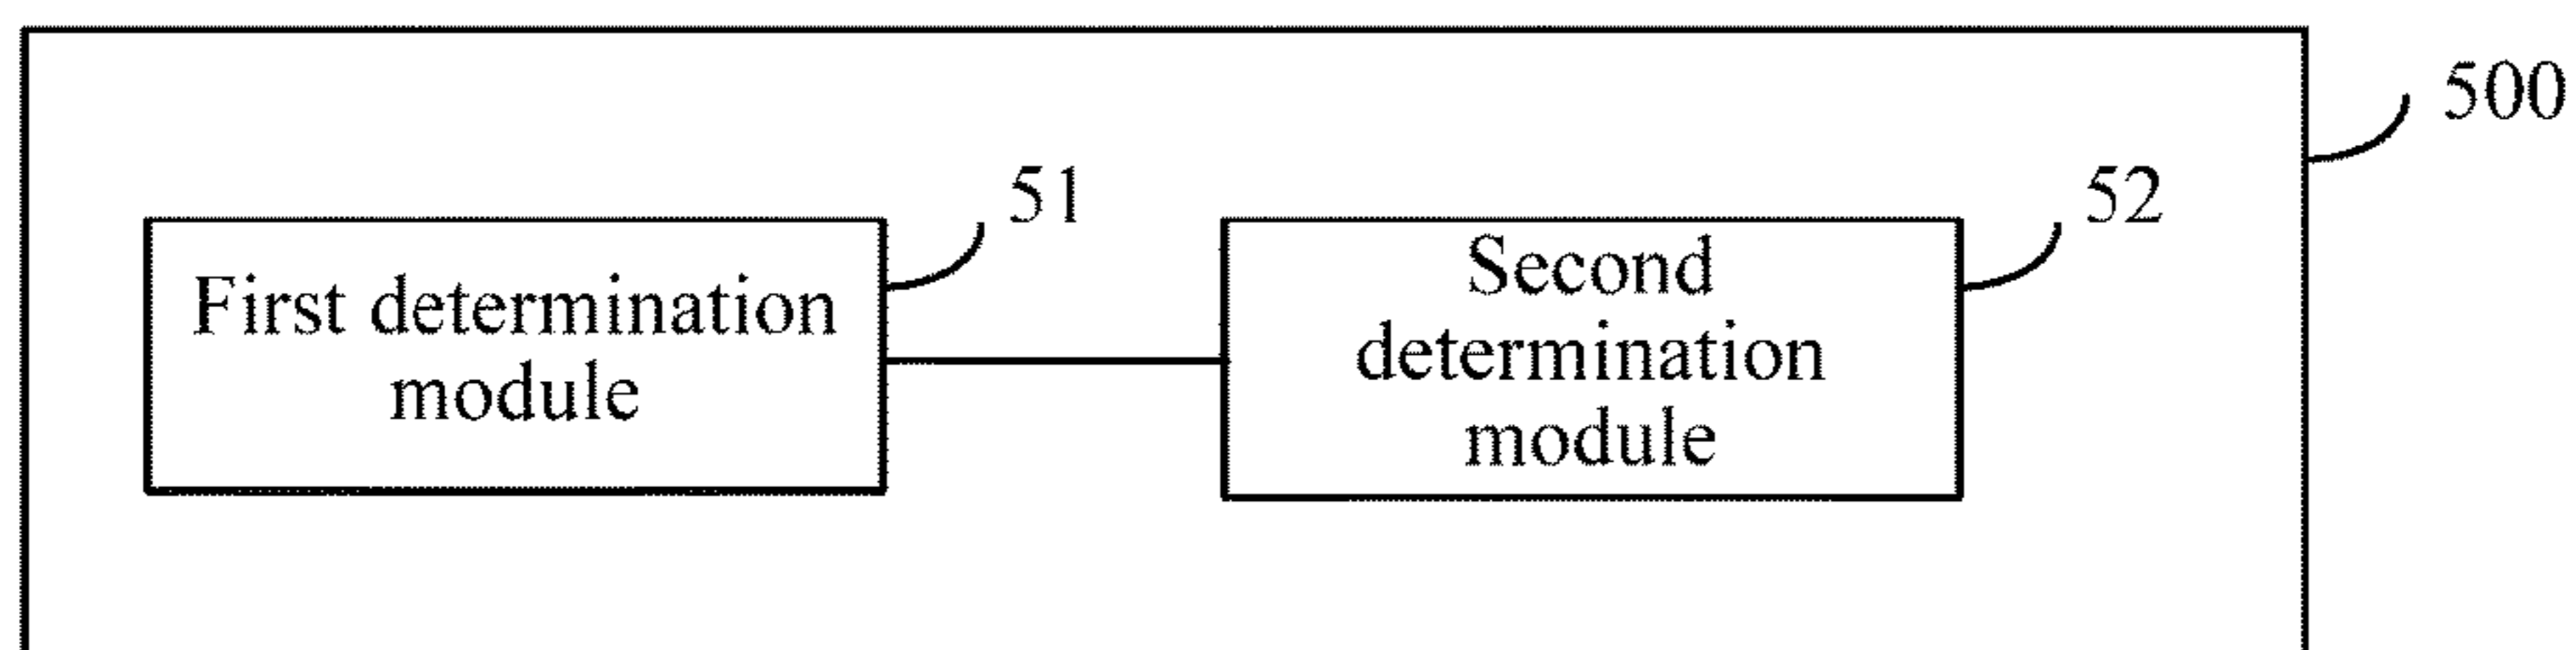 500
51
52
First determination
module
Second
determination
module